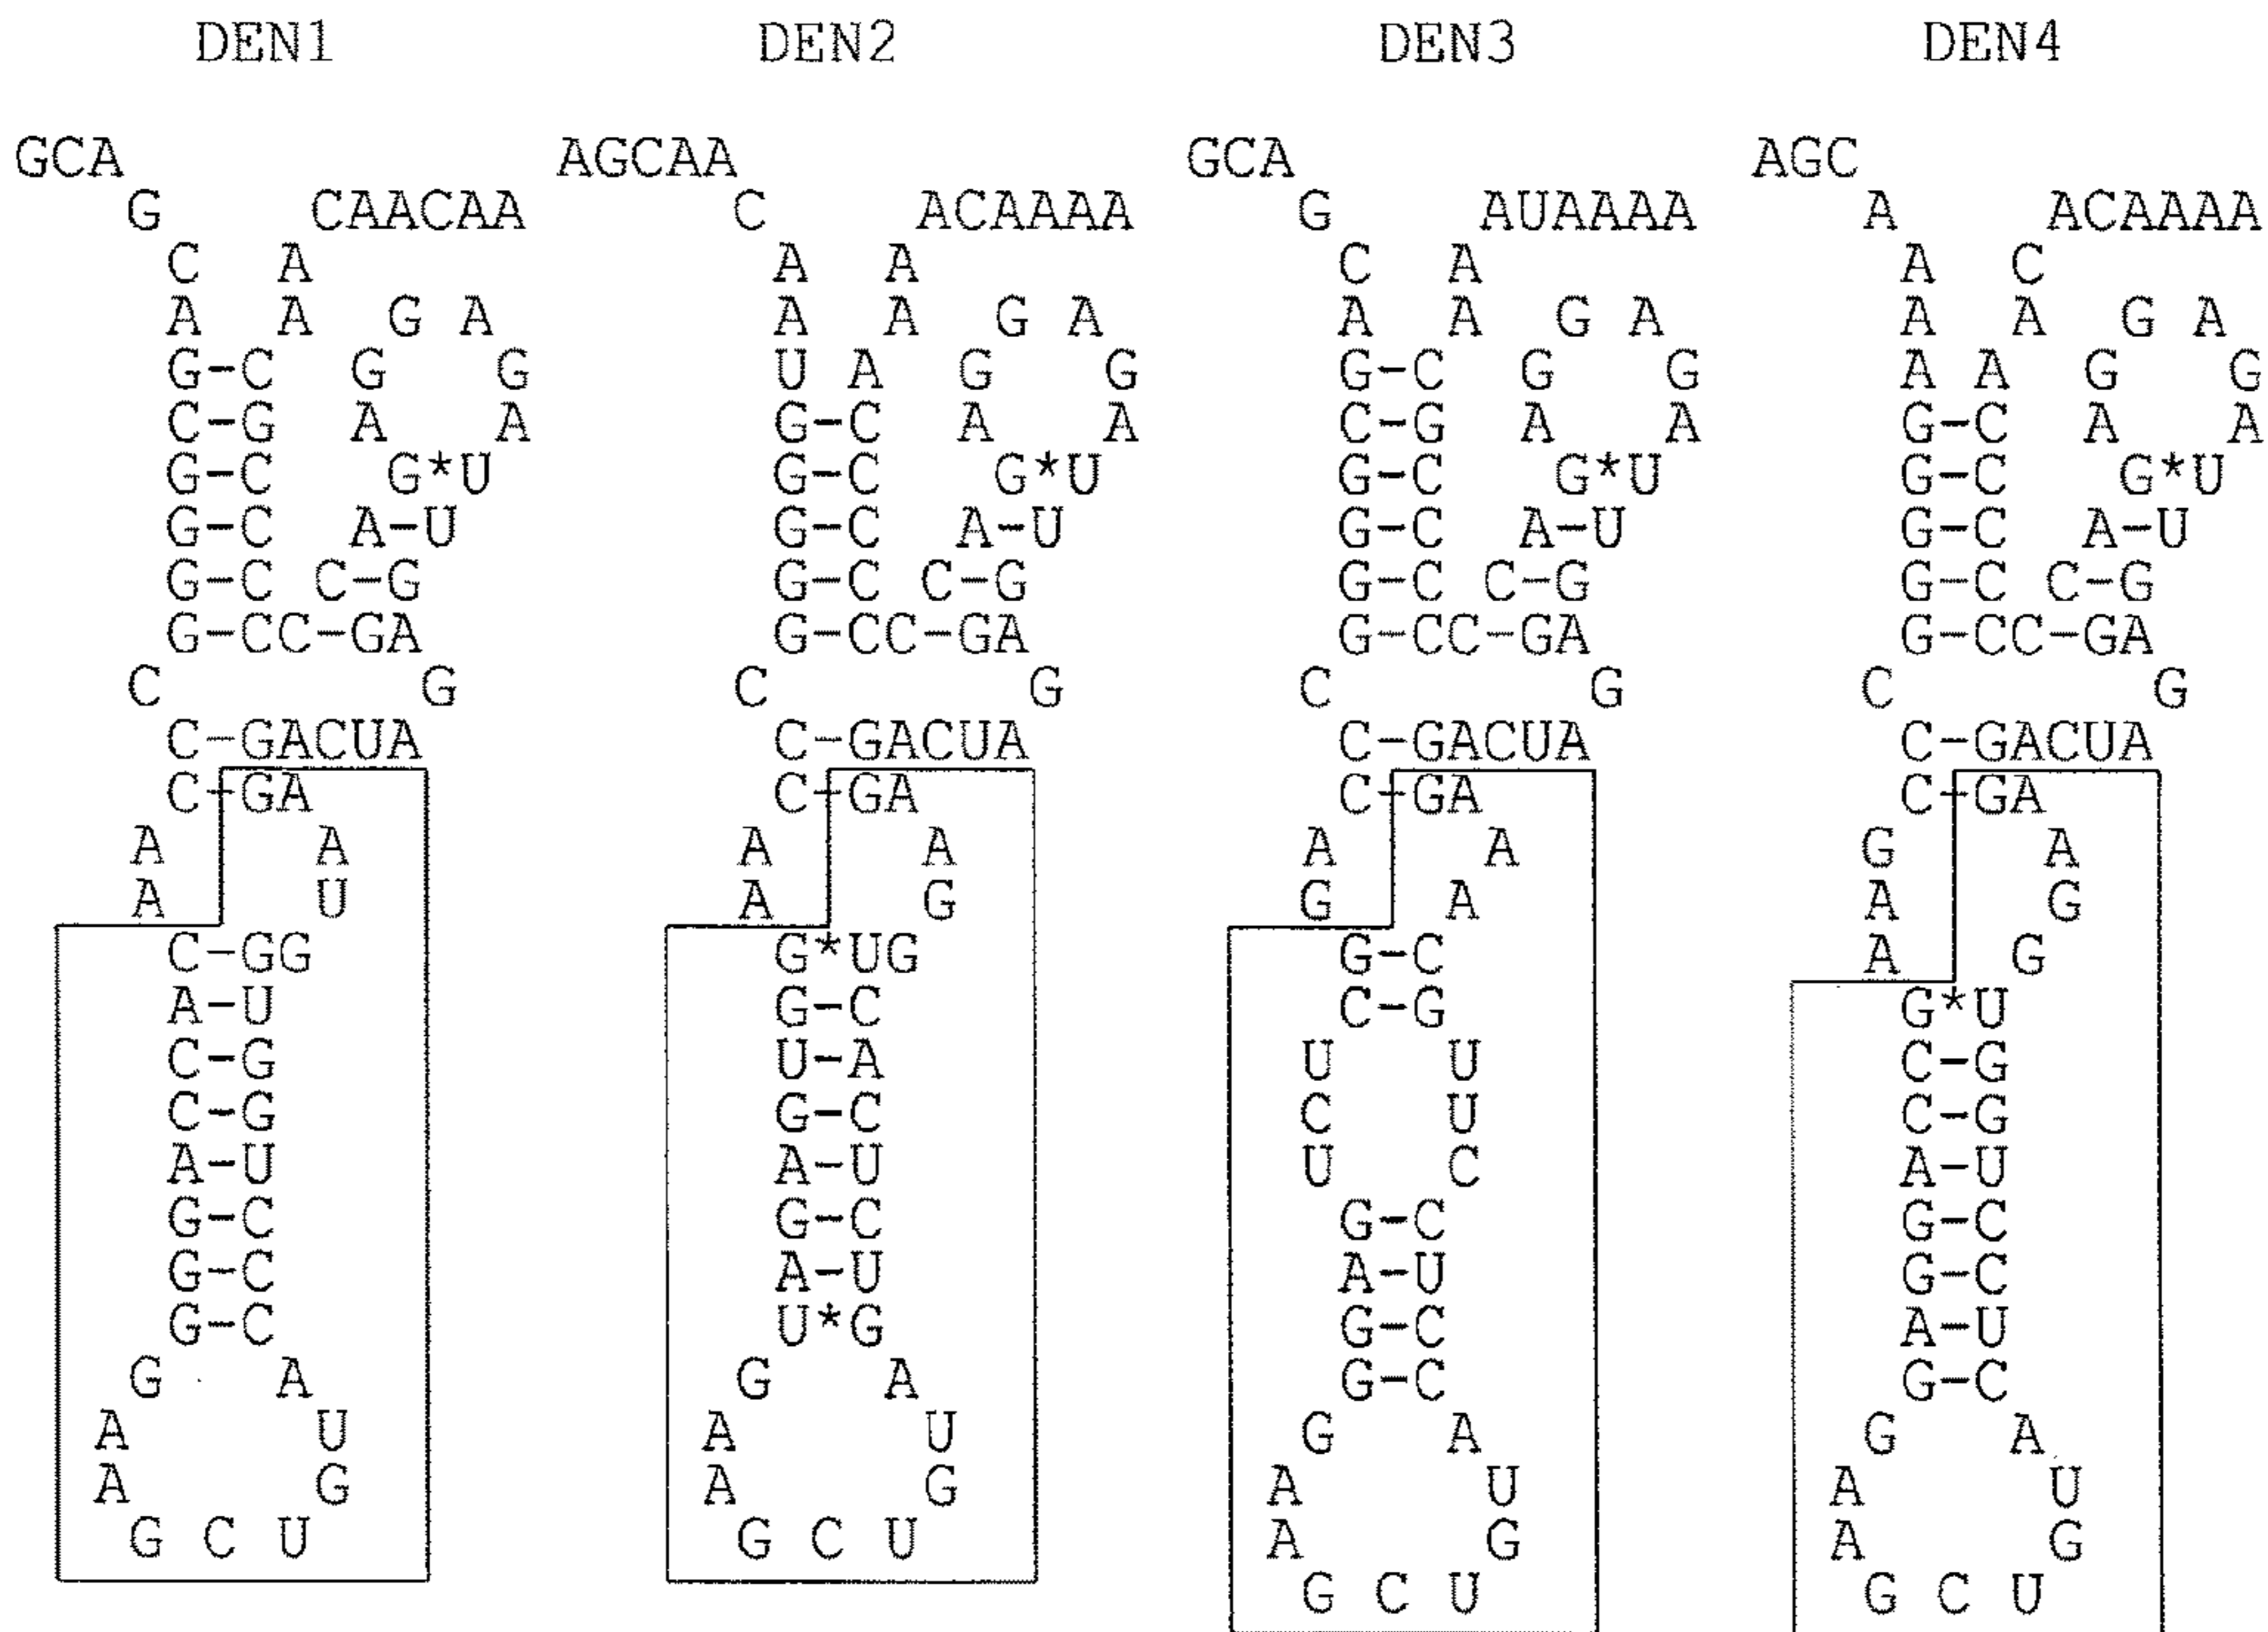 DEN1 DEN2 DEN3 DEN4
GCA AGCAA GCA AGC
G CAACAA C ACAAAA G AUAAAA A ACAAAA
C A A A C A A C
A A G A A A G A A A G A A A G A
G-C G G U A G G G-C G G A A G G
C-G A A G-C A A C-G A A G-C A A
G-C G*U G-C G*U G-C G*U G-C G*U
G-C A-U G-C A-U G-C A-U G-C A-U
G-C C-G G-C C-G G-C C-G G-C C-G
G-CC-GA G-CC-GA G-CC-GA G-CC-GA
C G C G C G C G
C-GACUA C-GACUA C-GACUA C-GACUA
C-GA C-GA C-GA C-GA
A A A A A A G A
A U A G G A A G
C-GG G*UG G-C A G
A-U G-C C-G G*U
C-G U-A U U C-G
C-G G-C C U C-G
A-U A-U U C A-U
G-C G-C G-C G-C
G-C A-U A-U G-C
G-C U*G G-C A-U
G A G A G-C G-C
A U A U G A G A
A G A G A U A U
G C U G C U A G A G
G C U G C U